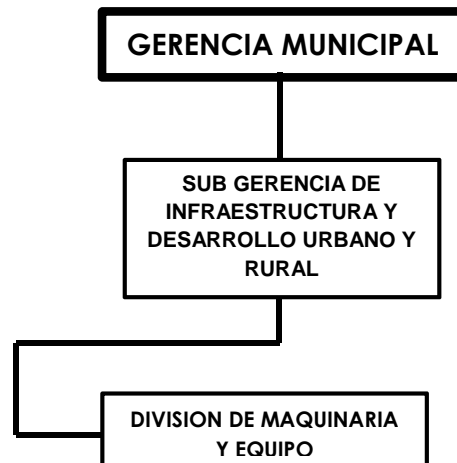 GERENCIA MUNICIPAL
SUB GERENCIA DE
INFRAESTRUCTURA Y
DESARROLLO URBANO Y
RURAL
DIVISION DE MAQUINARIA
Y EQUIPO